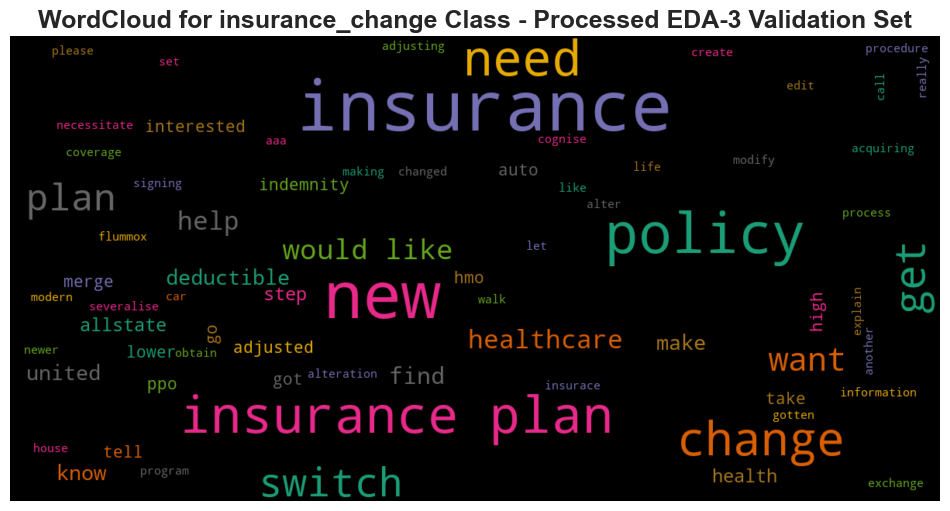 WordCloud for insurance_change Class - Processed EDA-3 Validation Set
please
set
adjusting
need
create
procedure
edit
call
really
insurance
necessitate
interested
aaa
cognise
coverage
acquiring
signing
indemnity
making
changed
auto
like
life
modify
plan
help
alter
process
flummox
would like
let
policy
get
merge
deductible
hmo
modern
severalise
car
step
new
walk
high
explain
allstate
go
newer
lower
obtain
adjusted
healthcare
make
another
want
united
ppo
got
alteration
find
insurace
information
take
gotten
insurance plan
house
tell
change
know
program
switch
health
exchange